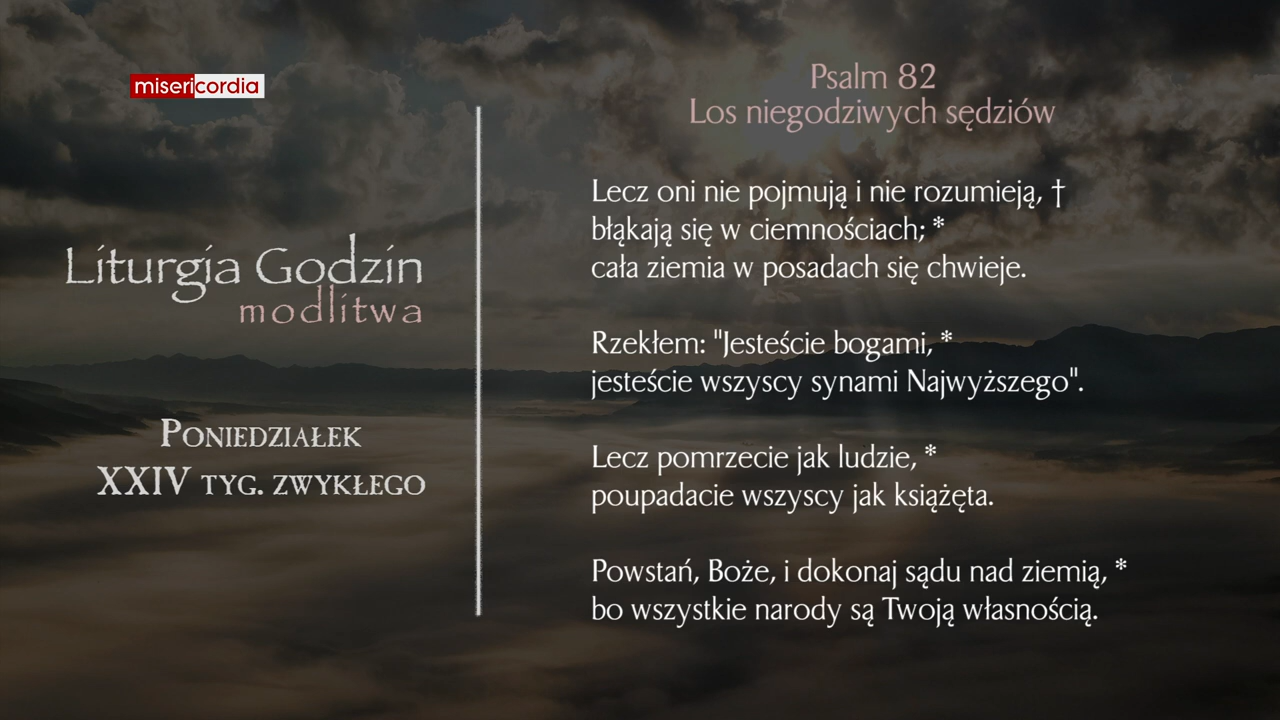 misericordia
Liturgia Godzin
modlitwa
Poniedziałek
XXIV tyg. zwykłego
Psalm 82
Los niegodziwych sędziów
Lecz oni nie pojmują i nie rozumieją, †
błąkają się w ciemnościach; *
cała ziemia w posadach się chwieje.
Rzekłem: "Jesteście bogami, *
jesteście wszyscy synami Najwyższego".
Lecz pomrzecie jak ludzie, *
poupadacie wszyscy jak książęta.
Powstań, Boże, i dokonaj sądu nad ziemią, *
bo wszystkie narody są Twoją własnością.